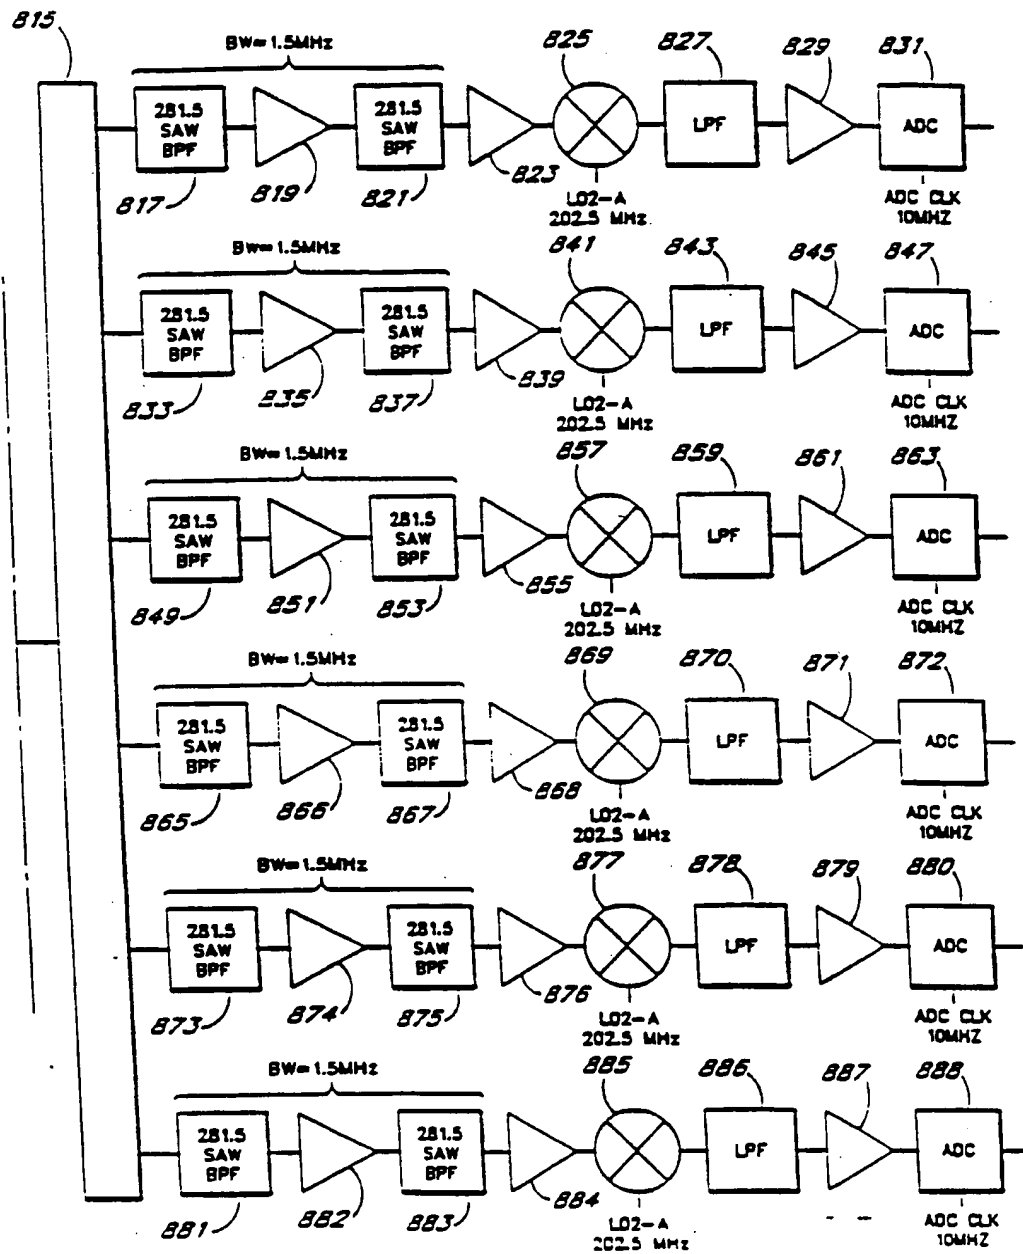 815
BW=1.5MHz
825
827
829
831
281.5
SAW
BPF
281.5
SAW
BPF
LPF
ADC
817
819
821
823
LO2-A
202.5 MHz
ADC CLK
10MHZ
BW=1.5MHz
841
843
845
847
281.5
SAW
BPF
281.5
SAW
BPF
LPF
ADC
833
835
837
839
LO2-A
202.5 MHz
ADC CLK
10MHZ
BW=1.5MHz
857
859
861
863
281.5
SAW
BPF
281.5
SAW
BPF
LPF
ADC
849
851
853
855
LO2-A
202.5 MHz
ADC CLK
10MHZ
BW=1.5MHz
869
870
871
872
281.5
SAW
BPF
281.5
SAW
BPF
LPF
ADC
865
866
867
868
LO2-A
202.5 MHz
ADC CLK
10MHZ
BW=1.5MHz
877
878
879
880
281.5
SAW
BPF
281.5
SAW
BPF
LPF
ADC
873
874
875
876
LO2-A
202.5 MHz
ADC CLK
10MHZ
BW=1.5MHz
885
886
887
888
281.5
SAW
BPF
281.5
SAW
BPF
LPF
ADC
881
882
883
884
LO2-A
202.5 MHz
ADC CLK
10MHZ